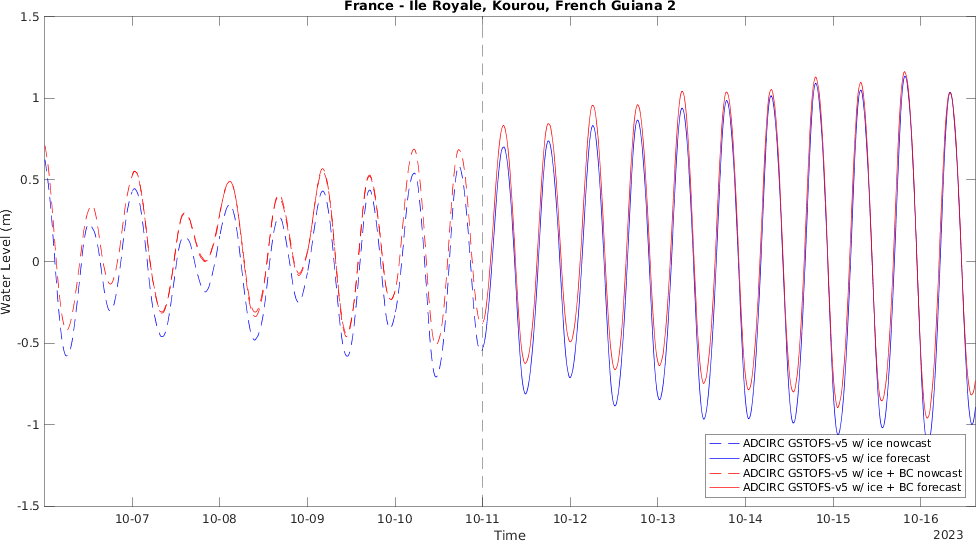 France - Ile Royale, Kourou, French Guiana 2
1.5
1
0.5
0
-0.5
-1
-1.5
Water Level (m)
ADCIRC GSTOFS-v5 w/ ice nowcast
ADCIRC GSTOFS-v5 w/ ice forecast
ADCIRC GSTOFS-v5 w/ ice + BC nowcast
ADCIRC GSTOFS-v5 w/ ice + BC forecast
10-07 10-08 10-09 10-10 10-11 10-12 10-13 10-14 10-15 10-16
Time
2023